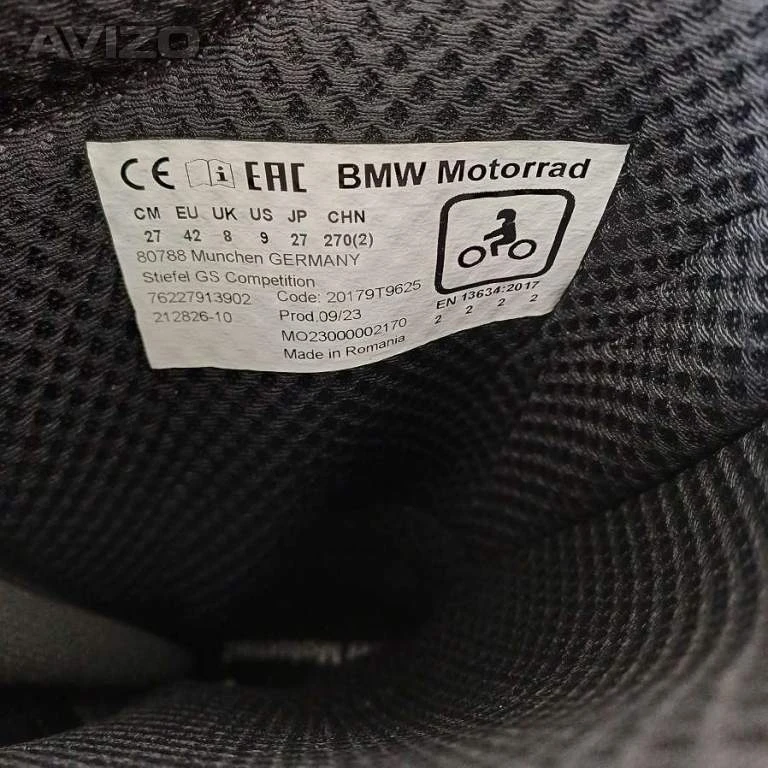 AVIZO
CE i EAC BMW Motorrad
CM EU UK US JP CHN
27 42 8 9 27 270(2)
80788 Munchen GERMANY
Stiefel GS Competition
76227913902 Code: 20179T9625
212826-10 Prod.09/23
MO23000002170
Made in Romania
EN 13634:2017
2 2 2 2